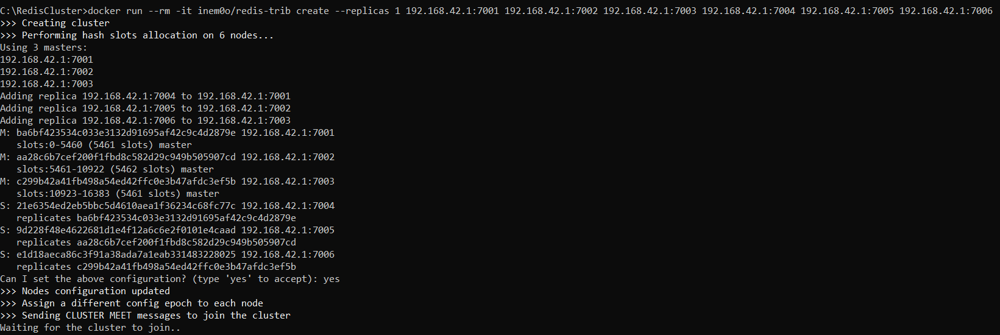 C:\RedisCluster>docker run --rm -it inem0o/redis-trib create --replicas 1 192.168.42.1:7001 192.168.42.1:7002 192.168.42.1:7003 192.168.42.1:7004 192.168.42.1:7005 192.168.42.1:7006
>>> Creating cluster
>>> Performing hash slots allocation on 6 nodes...
Using 3 masters:
192.168.42.1:7001
192.168.42.1:7002
192.168.42.1:7003
Adding replica 192.168.42.1:7004 to 192.168.42.1:7001
Adding replica 192.168.42.1:7005 to 192.168.42.1:7002
Adding replica 192.168.42.1:7006 to 192.168.42.1:7003
M: ba6bf423534c033e3132d91695af42c9c4d2879e 192.168.42.1:7001
   slots:0-5460 (5461 slots) master
M: aa28c6b7cef200f1fbd8c582d29c949b505907cd 192.168.42.1:7002
   slots:5461-10922 (5462 slots) master
M: c299b42a41fb498a54ed42ffc0e3b47afdc3ef5b 192.168.42.1:7003
   slots:10923-16383 (5461 slots) master
S: 21e6354ed2eb5bbc5d4610aea1f36234c68fc77c 192.168.42.1:7004
   replicates ba6bf423534c033e3132d91695af42c9c4d2879e
S: 9d228f48e4622681d1e4f12a6c6e2f0101e4caad 192.168.42.1:7005
   replicates aa28c6b7cef200f1fbd8c582d29c949b505907cd
S: e1d18aeca86c3f91a38ada7a1eab331483228025 192.168.42.1:7006
   replicates c299b42a41fb498a54ed42ffc0e3b47afdc3ef5b
Can I set the above configuration? (type 'yes' to accept): yes
>>> Nodes configuration updated
>>> Assign a different config epoch to each node
>>> Sending CLUSTER MEET messages to join the cluster
Waiting for the cluster to join..